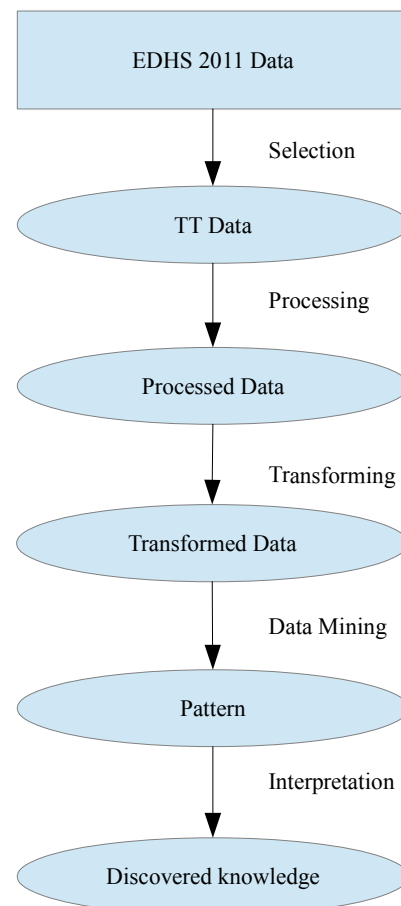 EDHS 2011 Data
Selection
TT Data
Processing
Processed Data
Transforming
Transformed Data
Data Mining
Pattern
Interpretation
Discovered knowledge